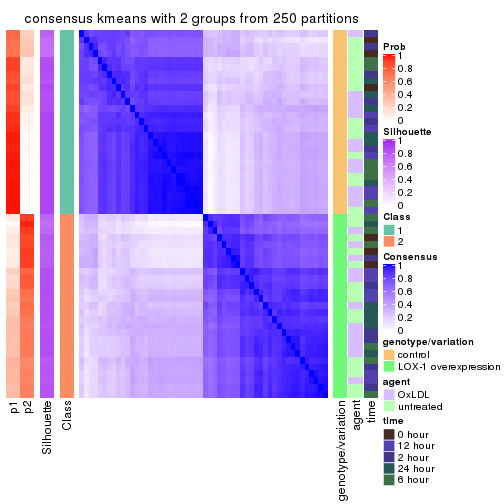 consensus kmeans with 2 groups from 250 partitions
Prob
1
0.8
0.6
0.4
0.2
0
Silhouette
1
0.8
0.6
0.4
0.2
0
Class
1
2
Consensus
1
0.8
0.6
0.4
0.2
0
genotype/variation
control
LOX-1 overexpression
agent
OxLDL
untreated
time
0 hour
12 hour
2 hour
24 hour
6 hour
p1
p2
Silhouette
Class
genotype/variation
agent
time